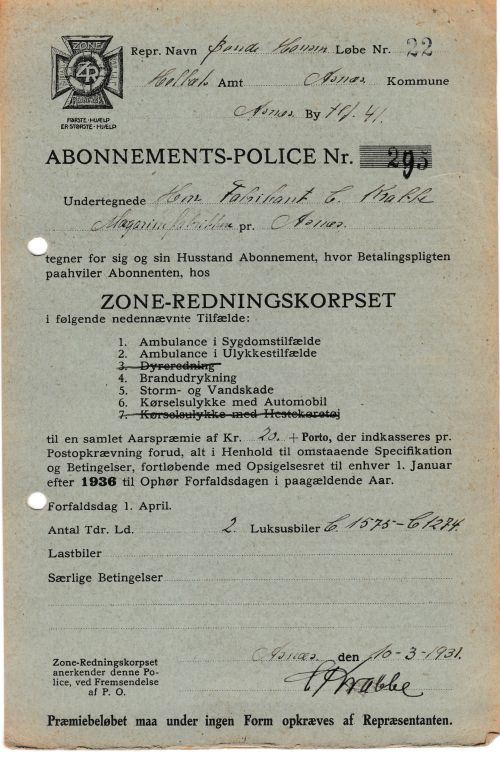 ZONE
ZR
FØRSTE-HJÆLP
ER STØRSTE-HJÆLP
Repr. Navn Hansen Løbe Nr. 22
Holbæk Amt Asnæs Kommune
Asnæs By 41.
ABONNEMENTS-POLICE Nr. 295
Undertegnede Herr Fabrikant C. Krabbe
Magarinefabrikken pr. Asnæs.
tegner for sig og sin Husstand Abonnement, hvor Betalingspligten
paahviler Abonnenten, hos
ZONE-REDNINGSKORPSET
i følgende nedennævnte Tilfælde:
1. Ambulance i Sygdomstilfælde
2. Ambulance i Ulykkestilfælde
3. Dyreredning
4. Brandudrykning
5. Storm- og Vandskade
6. Kørselsulykke med Automobil
7. Kørselsulykke med Hestekøretøj
til en samlet Aarspræmie af Kr. 20. + Porto, der indkasseres pr.
Postopkrævning forud, alt i Henhold til omstaaende Specifikation
og Betingelser, fortløbende med Opsigelsesret til enhver 1. Januar
efter 1936 til Ophør Forfaldsdagen i paagældende Aar.
Forfaldsdag 1. April.
Antal Tdr. Ld. 2. Luksusbiler C. 1575 - C 1274.
Lastbiler
Særlige Betingelser
Asnæs. den 10-3-1931.
Krabbe
Zone-Redningskorpset
anerkender denne Po-
lice, ved Fremsendelse
af P. O.
Præmiebeløbet maa under ingen Form opkræves af Repræsentanten.